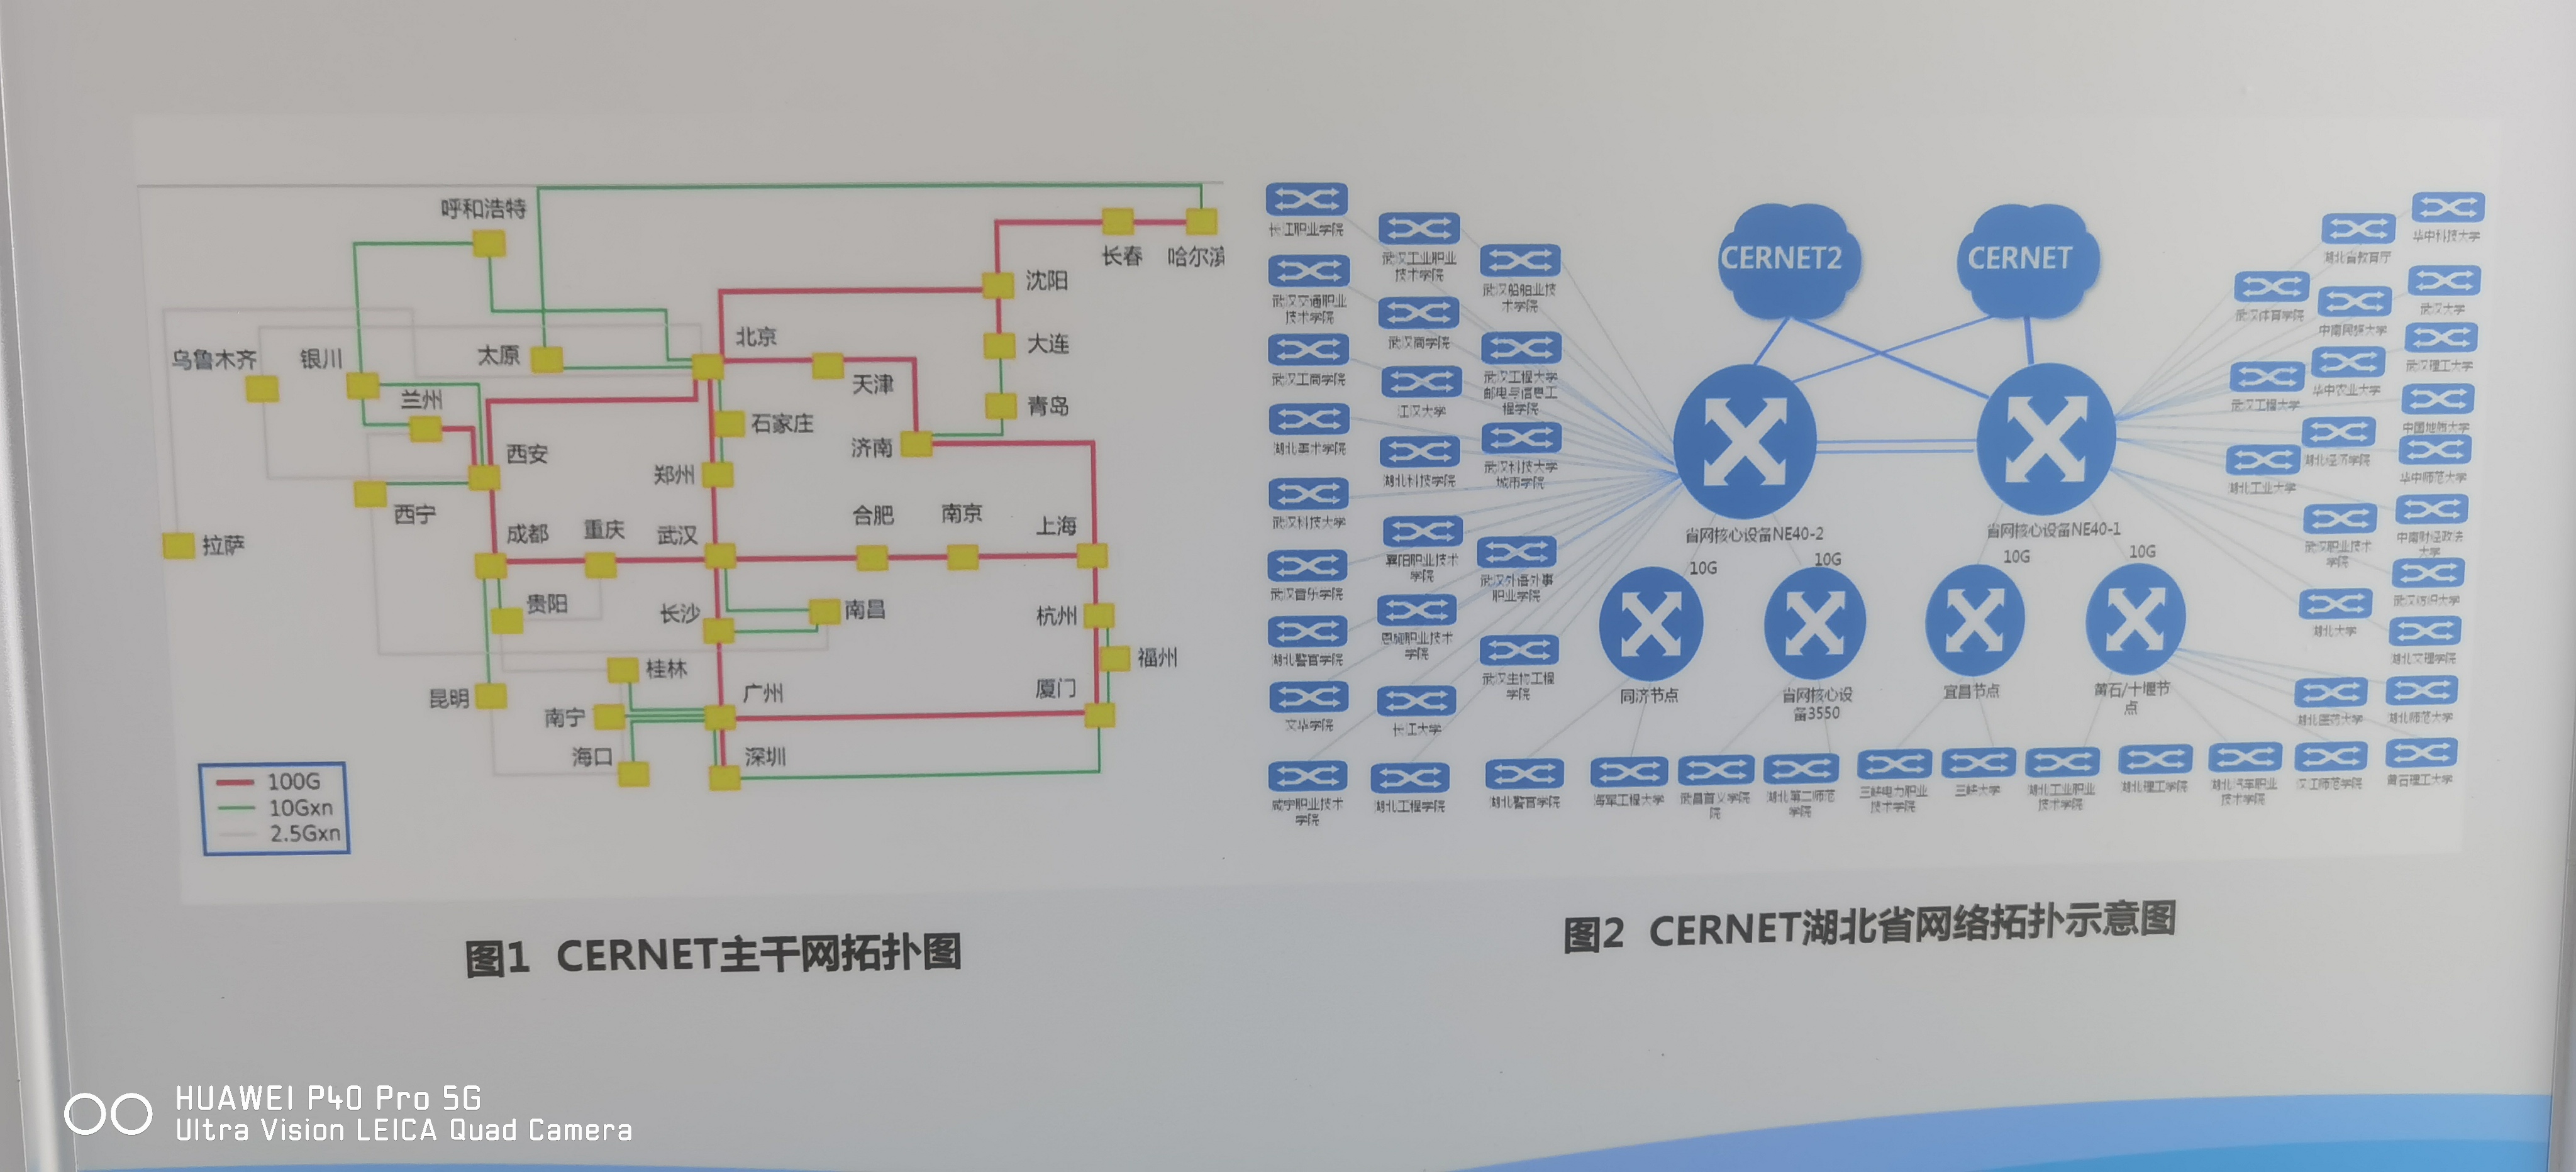 呼和浩特
长春
哈尔滨
沈阳
北京
大连
乌鲁木齐
银川
太原
天津
兰州
石家庄
青岛
西安
济南
郑州
西宁
合肥
南京
上海
成都
重庆
武汉
拉萨
贵阳
长沙
南昌
杭州
桂林
福州
昆明
南宁
广州
厦门
海口
深圳
100G
10Gxn
2.5Gxn
图1 CERNET主干网拓扑图
CERNET2
CERNET
长江职业学院
武汉工业职业
技术学院
武汉船舶业技
术学院
武汉交通职业
技术学院
武汉商学院
武汉工商学院
武汉工程大学
邮电与信息工
程学院
江汉大学
湖北美术学院
湖北科技学院
武汉科技大学
城市学院
武汉科技大学
襄阳职业技术
学院
武汉外语外事
职业学院
武汉音乐学院
恩施职业技术
学院
湖北警官学院
武汉生物工程
学院
文华学院
长江大学
咸宁职业技术
学院
湖北工程学院
湖北警官学院
海军工程大学
武昌首义学院
院
湖北第二师范
学院
三峡电力职业
技术学院
三峡大学
湖北工业职业
技术学院
湖北理工学院
湖北汽车职业
技术学院
汉江师范学院
黄石理工大学
省网核心设备NE40-2
省网核心设备NE40-1
10G
10G
10G
10G
同济节点
省网核心设
备3550
宜昌节点
黄石/十堰节
点
华中科技大学
湖北省教育厅
武汉体育学院
中南民族大学
武汉大学
武汉理工大学
武汉工程大学
华中农业大学
中国地质大学
湖北工业大学
湖北经济学院
华中师范大学
武汉职业技术
学院
中南财经政法
大学
武汉纺织大学
湖北大学
湖北文理学院
湖北医药大学
湖北师范大学
图2 CERNET湖北省网络拓扑示意图
HUAWEI P40 Pro 5G
Ultra Vision LEICA Quad Camera